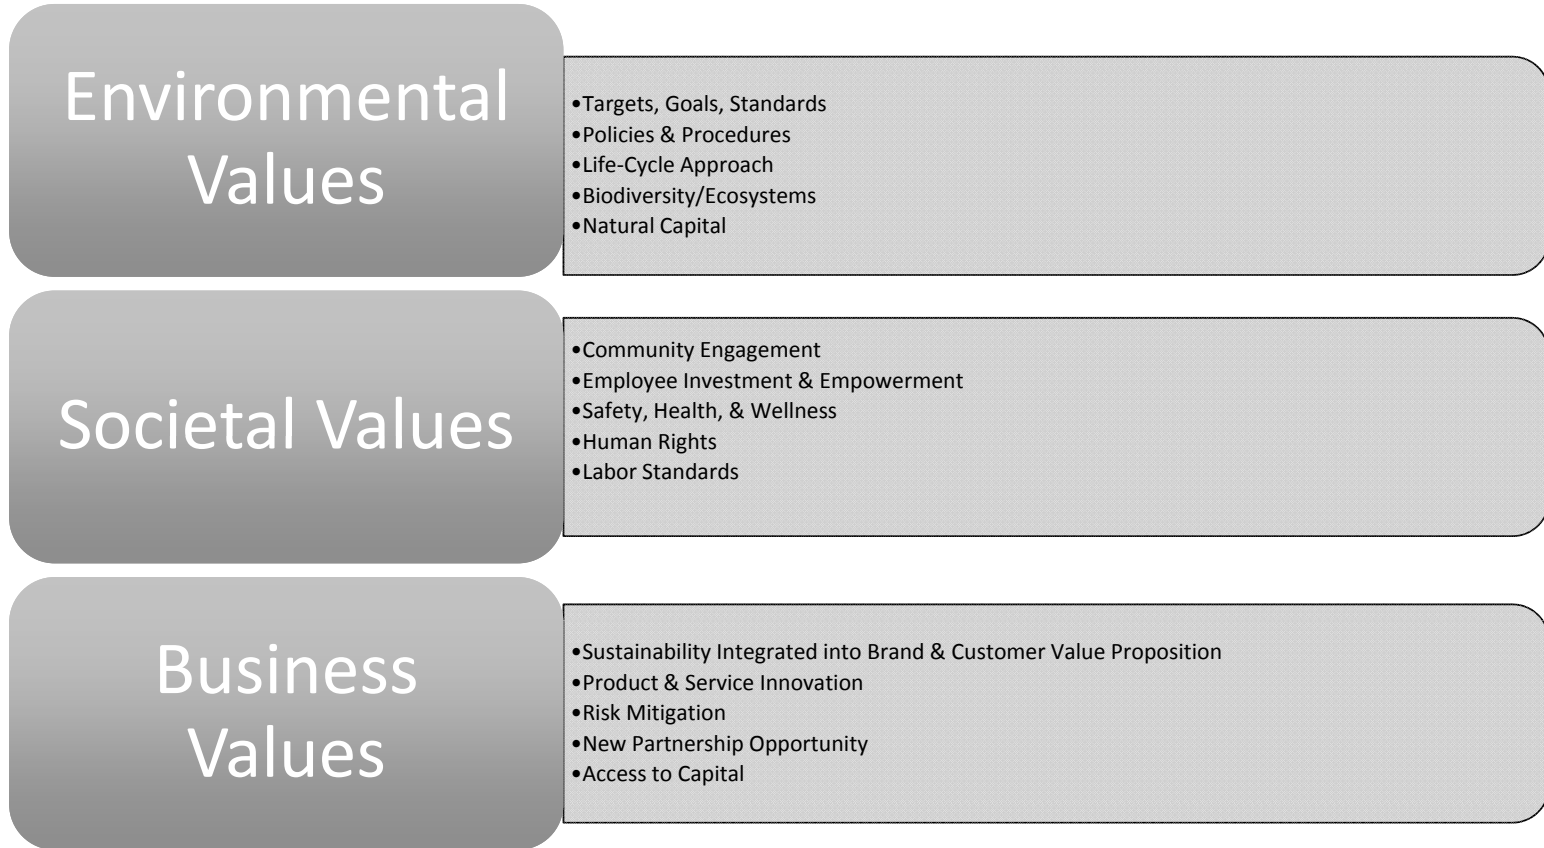 Environmental
Values
•Targets, Goals, Standards
•Policies & Procedures
•Life-Cycle Approach
•Biodiversity/Ecosystems
•Natural Capital
Societal Values
•Community Engagement
•Employee Investment & Empowerment
•Safety, Health, & Wellness
•Human Rights
•Labor Standards
Business
Values
•Sustainability Integrated into Brand & Customer Value Proposition
•Product & Service Innovation
•Risk Mitigation
•New Partnership Opportunity
•Access to Capital